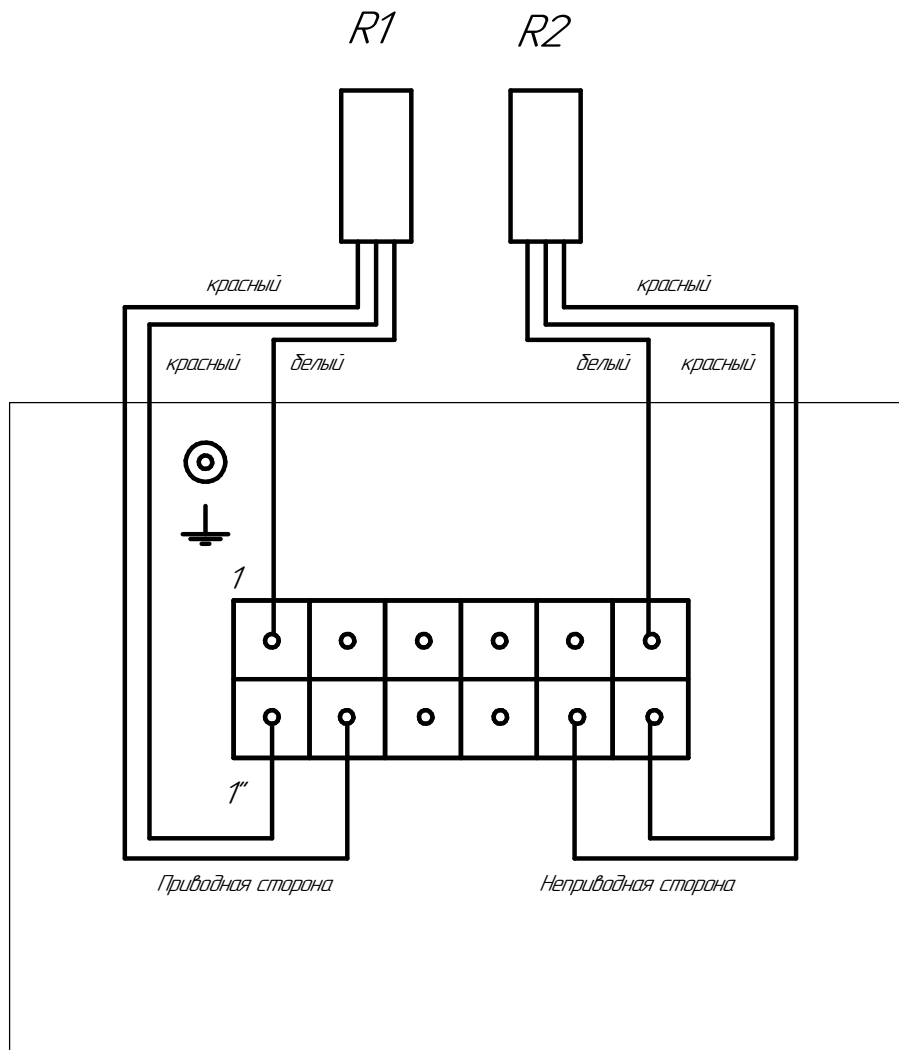 R1 R2
красный красный
красный белый белый красный
1
1"
Приводная сторона Неприводная сторона